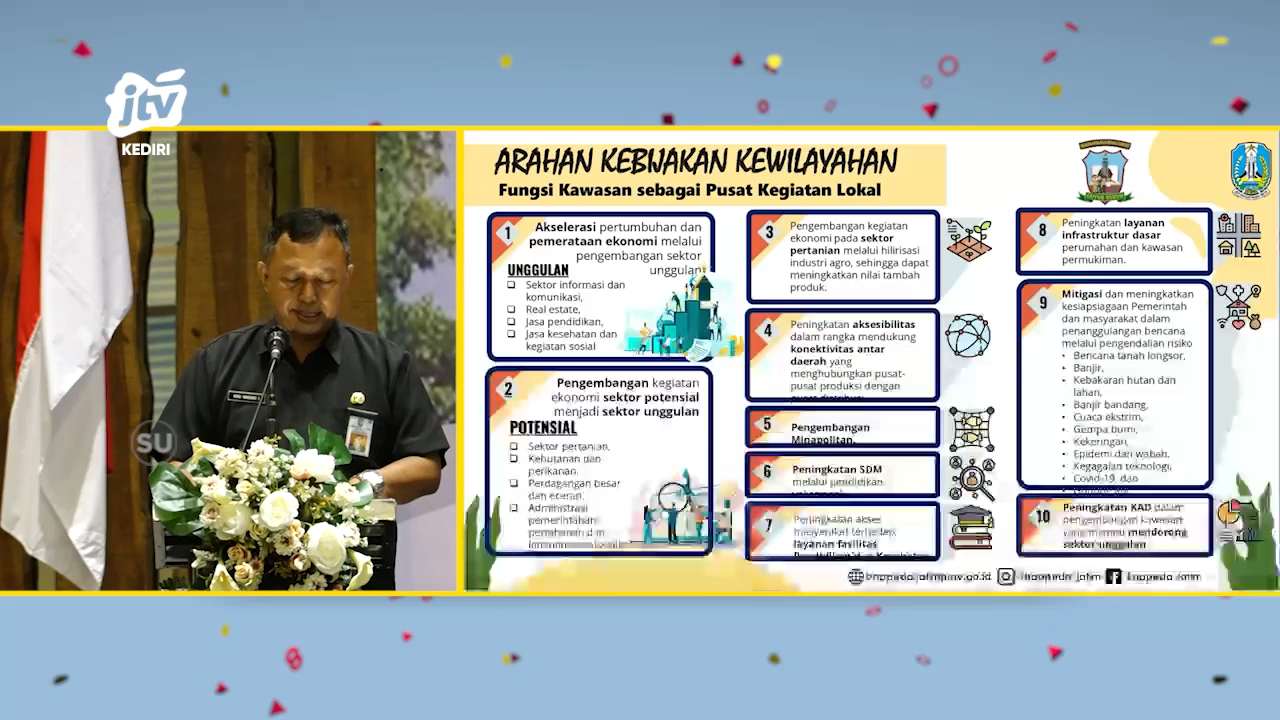 jtv
KEDIRI
SU
ARAHAN KEBIJAKAN KEWILAYAHAN
Fungsi Kawasan sebagai Pusat Kegiatan Lokal
1
Akselerasi pertumbuhan dan
pemerataan ekonomi melalui
pengembangan sektor
unggulan
UNGGULAN
Sektor informasi dan
komunikasi,
Real estate,
Jasa pendidikan,
Jasa kesehatan dan
kegiatan sosial
2
Pengembangan kegiatan
ekonomi sektor potensial
menjadi sektor unggulan
POTENSIAL
Sektor pertanian,
Kehutanan dan
perikanan,
Perdagangan besar
dan eceran,
Administrasi
pemerintahan
3
Pengembangan kegiatan
ekonomi pada sektor
pertanian melalui hilirisasi
industri agro, sehingga dapat
meningkatkan nilai tambah
produk.
4
Peningkatan aksesibilitas
dalam rangka mendukung
konektivitas antar
daerah yang
menghubungkan pusat-
pusat produksi dengan
5
Pengembangan
Minapolitan,
6
Peningkatan SDM
melalui pendidikan
7
Peningkatan akses
masyarakat terhadap
layanan fasilitas
8
Peningkatan layanan
infrastruktur dasar
perumahan dan kawasan
permukiman.
9
Mitigasi dan meningkatkan
kesiapsiagaan Pemerintah
dan masyarakat dalam
penanggulangan bencana
melalui pengendalian risiko
• Bencana tanah longsor,
• Banjir,
• Kebakaran hutan dan
lahan,
• Banjir bandang,
• Cuaca ekstrim,
• Gempa bumi,
• Kekeringan,
• Epidemi dan wabah,
• Kegagalan teknologi,
• Covid-19, dan
10
Peningkatan KAD dalam
pengembangan kawasan
yang mampu mendorong
sektor unggulan